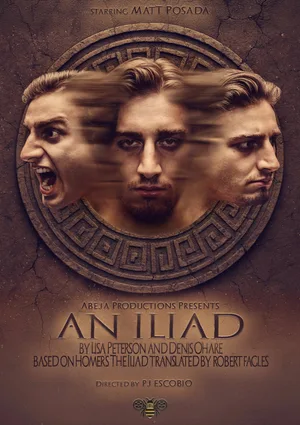 STARRING MATT POSADA
ABEJA PRODUCTIONS PRESENTS
AN ILIAD
BY LISA PETERSON AND DENIS OHARE
BASED ON HOMERS THE ILIAD TRANSLATED BY ROBERT FAGLES
DIRECTED BY PJ ESCOBIO